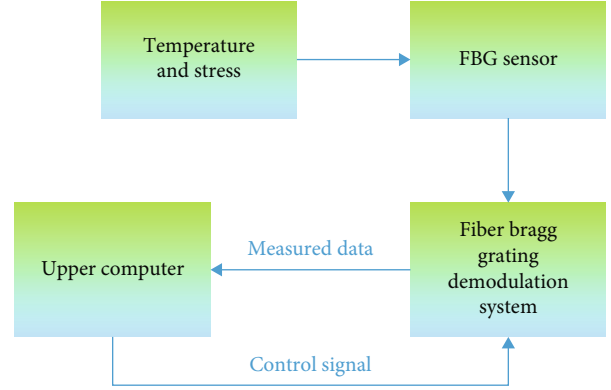 Temperature
and stress
FBG sensor
Upper computer
Measured data
Fiber bragg
grating
demodulation
system
Control signal